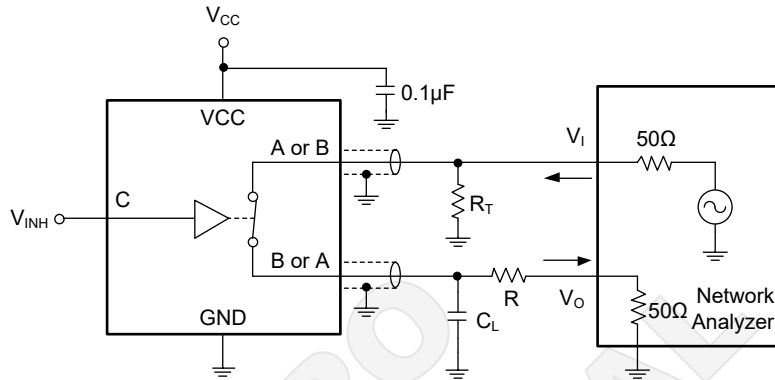 V_CC
0.1µF
VCC
A or B
V_I
50Ω
C
V_INH
R_T
B or A
R
V_O
50Ω
Network
Analyzer
C_L
GND